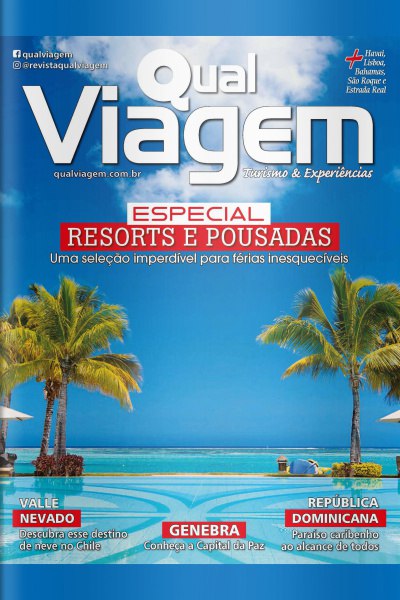 qualviagem
@revistaqualviagem
+ Havaí,
Lisboa,
Bahamas,
São Roque e
Estrada Real
Qual
Viagem
qualviagem.com.br
Turismo & Experiências
ESPECIAL
RESORTS E POUSADAS
Uma seleção imperdível para férias inesquecíveis
VALLE
NEVADO
Descubra esse destino
de neve no Chile
GENEBRA
Conheça a Capital da Paz
REPÚBLICA
DOMINICANA
Paraíso caribenho
ao alcance de todos